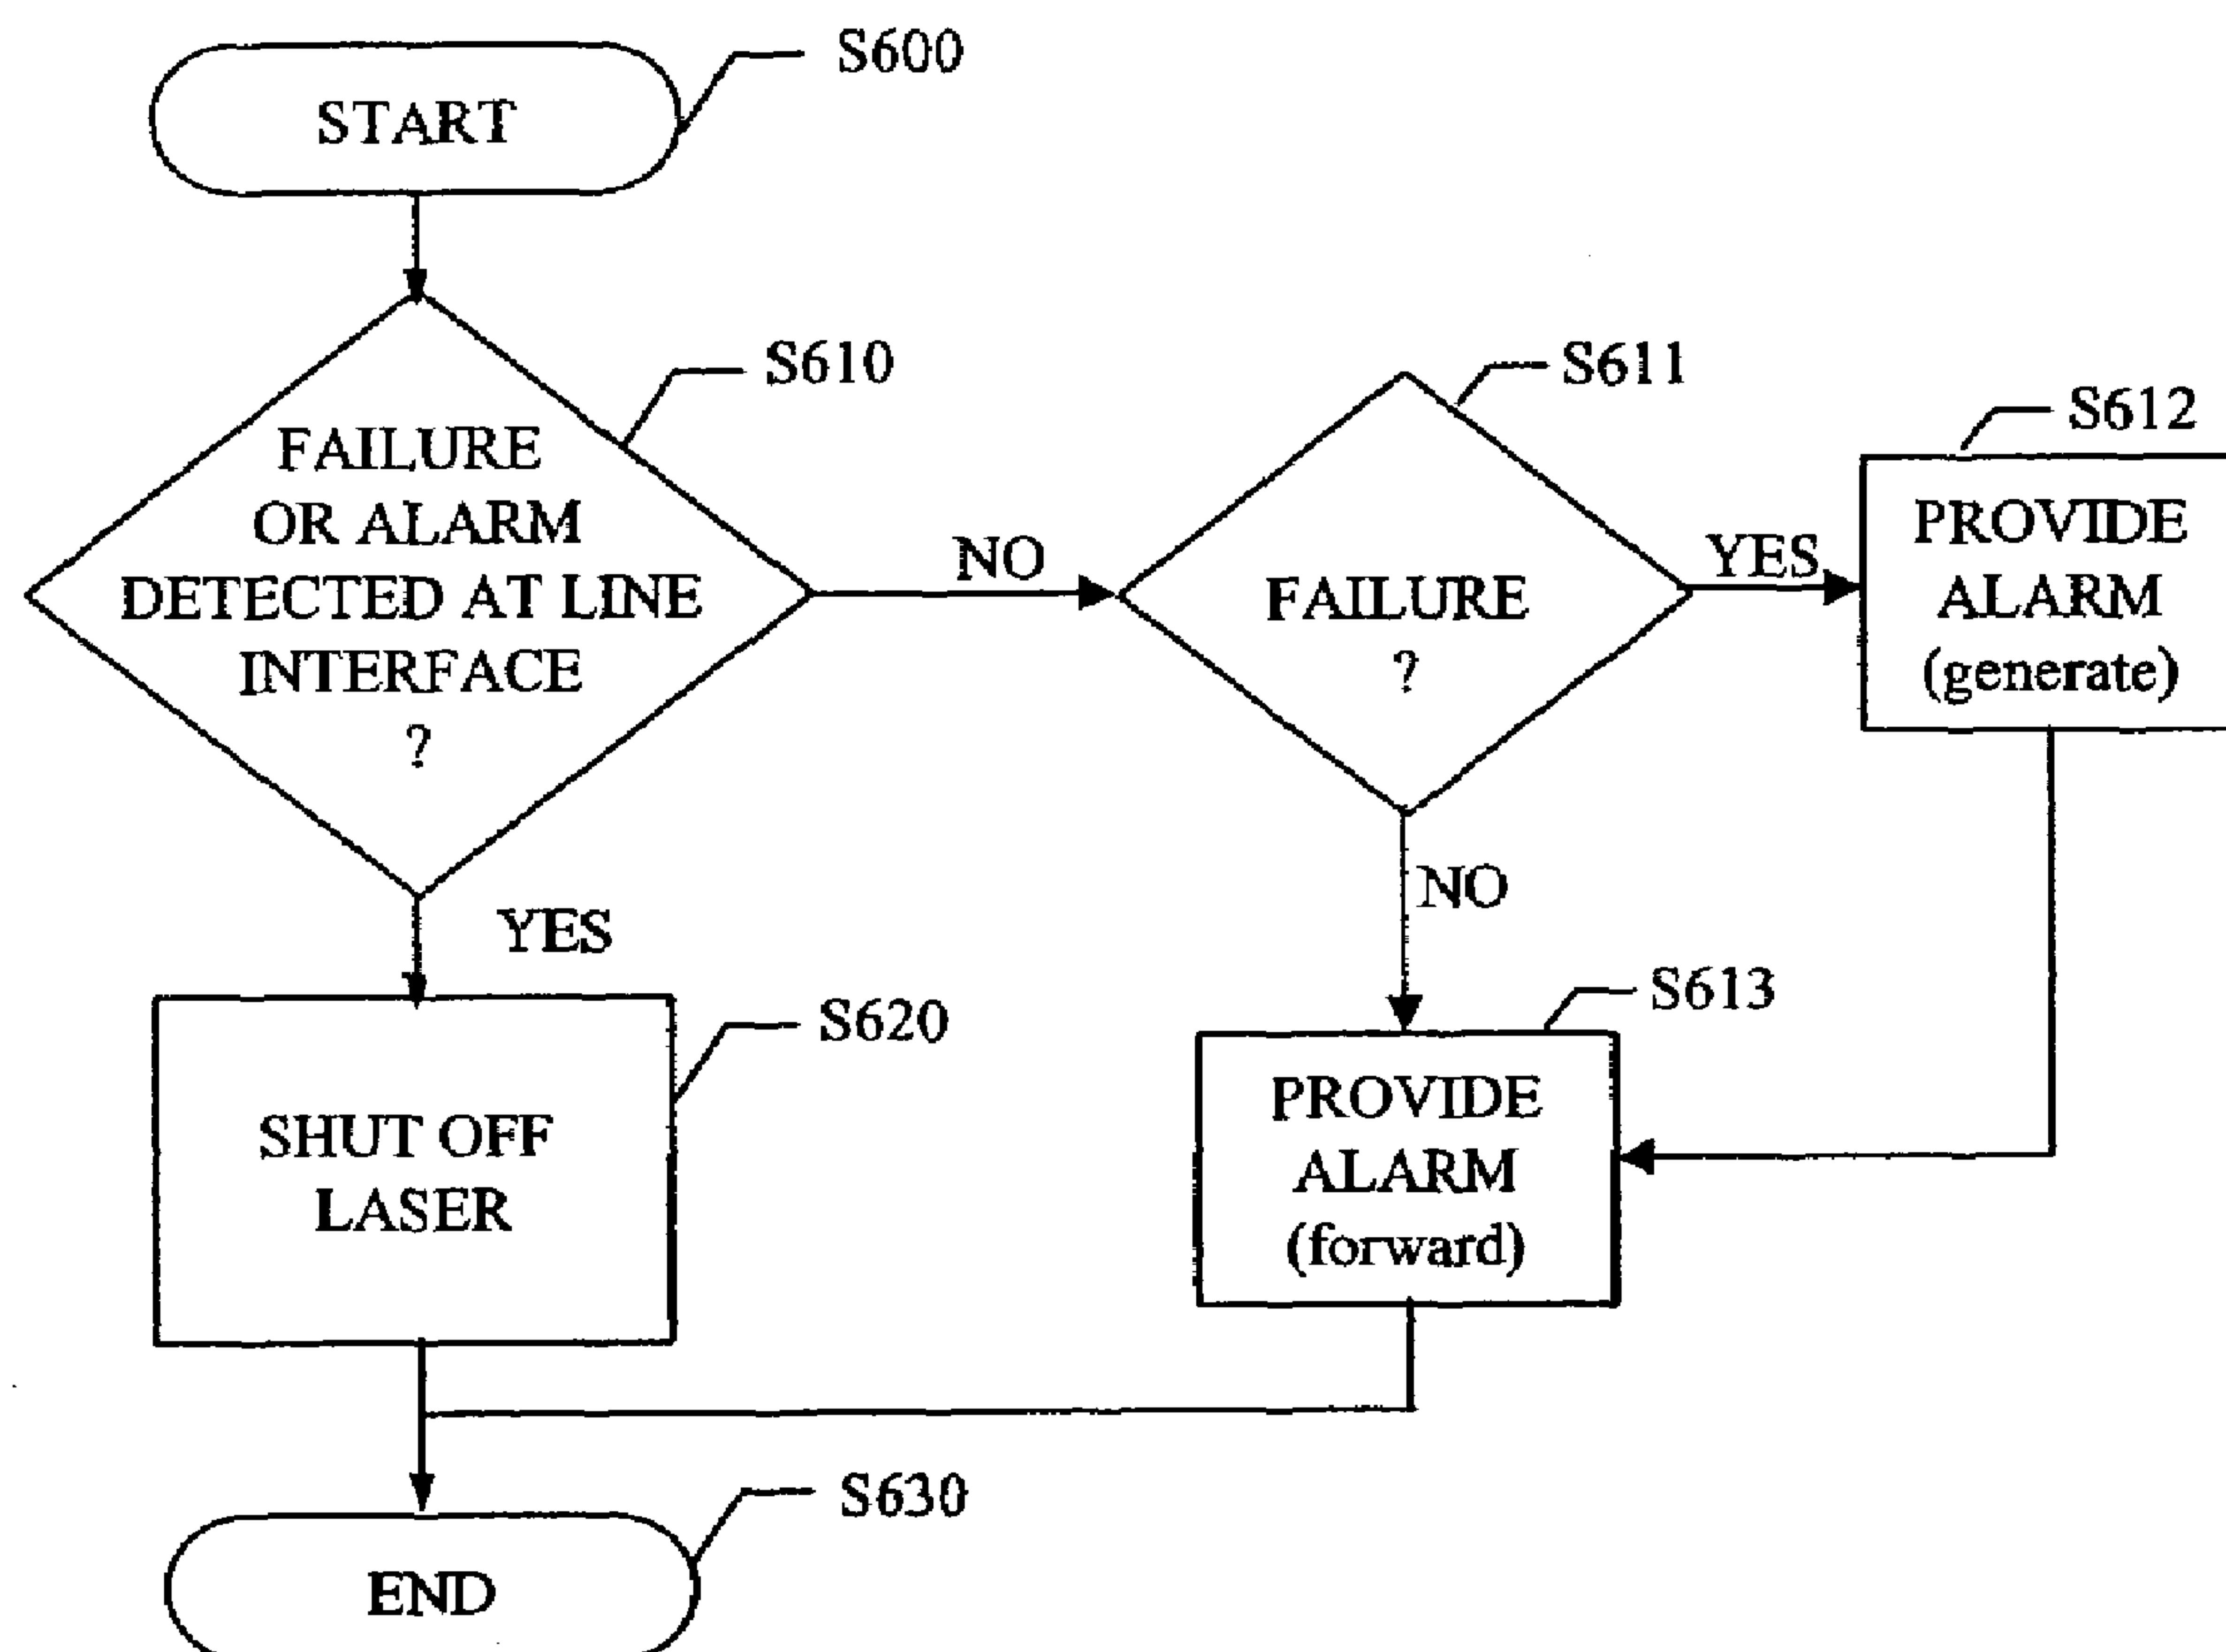 S600
START
S610
FAILURE
OR ALARM
DETECTED AT LINE
INTERFACE
?
NO
S611
FAILURE
?
YES
S612
PROVIDE
ALARM
(generate)
NO
YES
S613
PROVIDE
ALARM
(forward)
S620
SHUT OFF
LASER
S630
END